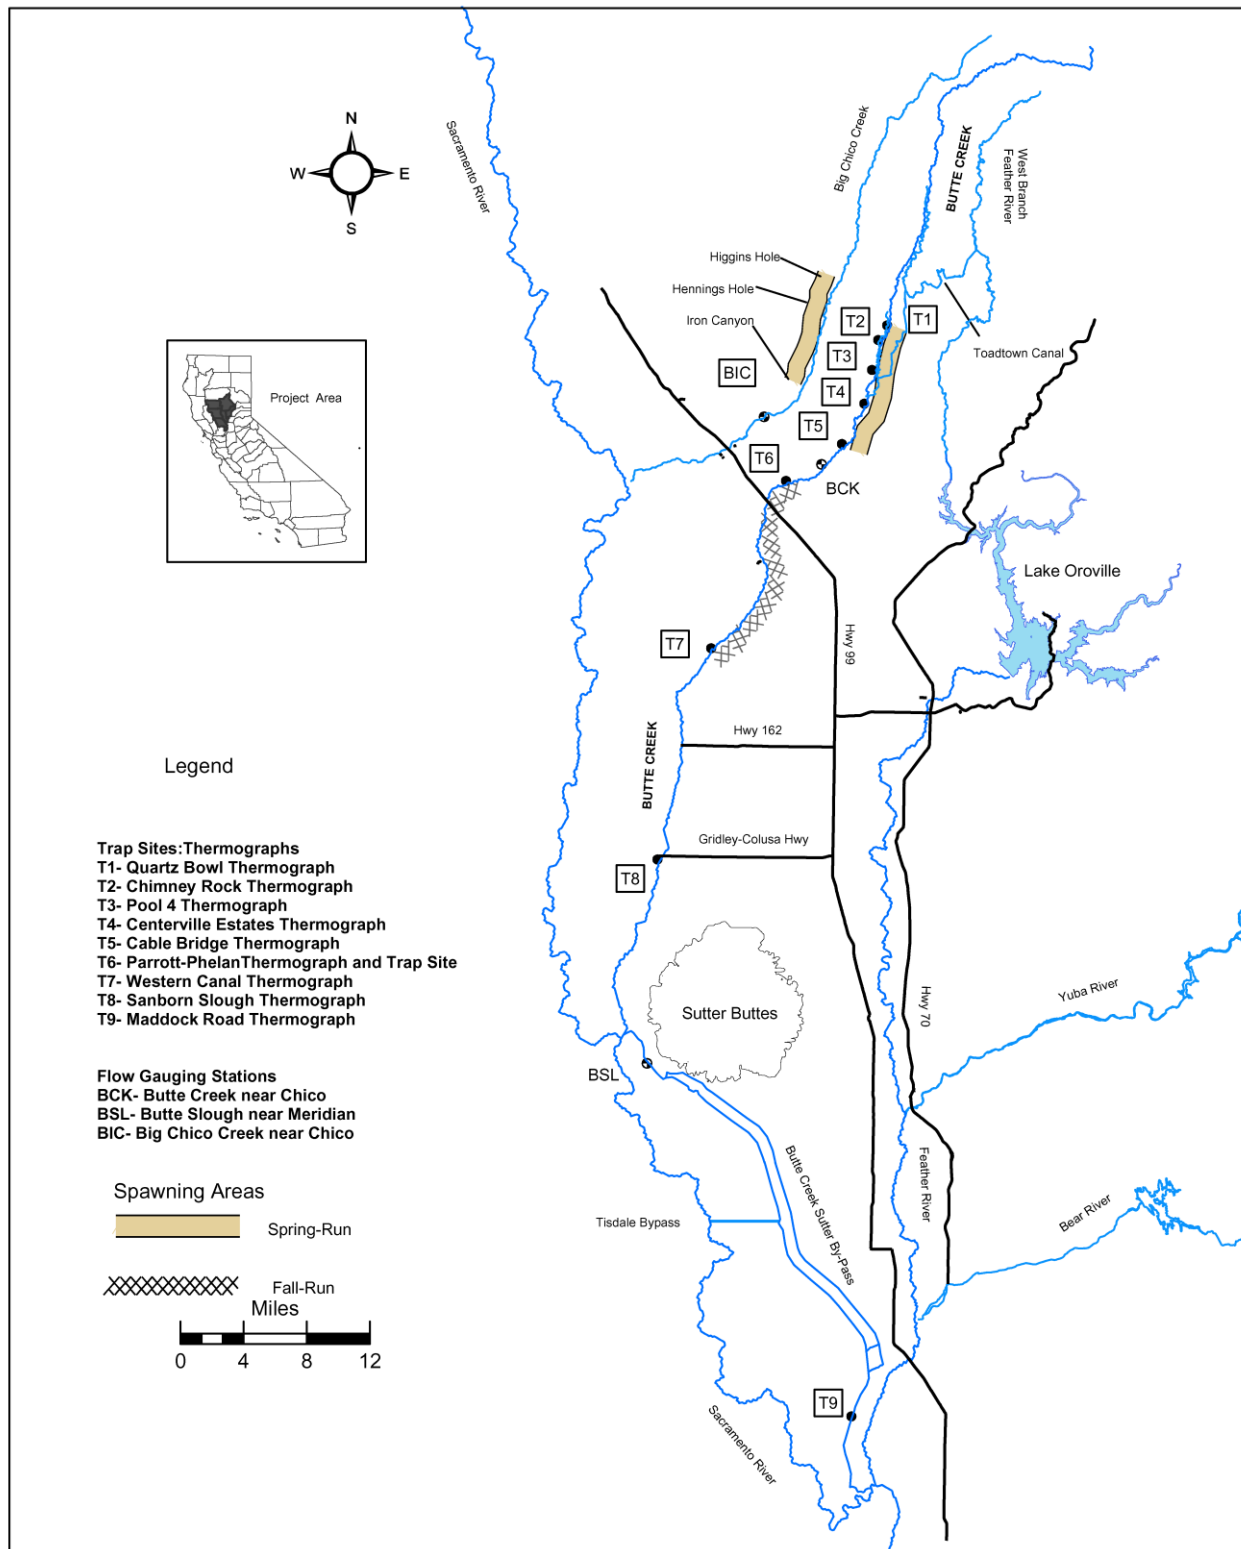 N
W
E
S
Sacramento River
Big Chico Creek
BUTTE CREEK
West Branch
Feather River
Higgins Hole
Hennings Hole
Iron Canyon
T2
T1
T3
BIC
T4
T5
T6
BCK
Toadtown Canal
Project Area
Lake Oroville
Hwy 99
T7
Hwy 162
BUTTE CREEK
Gridley-Colusa Hwy
T8
Legend
Trap Sites:Thermographs
T1- Quartz Bowl Thermograph
T2- Chimney Rock Thermograph
T3- Pool 4 Thermograph
T4- Centerville Estates Thermograph
T5- Cable Bridge Thermograph
T6- Parrott-PhelanThermograph and Trap Site
T7- Western Canal Thermograph
T8- Sanborn Slough Thermograph
T9- Maddock Road Thermograph
Sutter Buttes
Hwy 70
Yuba River
BSL
Flow Gauging Stations
BCK- Butte Creek near Chico
BSL- Butte Slough near Meridian
BIC- Big Chico Creek near Chico
Butte Creek Sutter By-Pass
Feather River
Bear River
Tisdale Bypass
Spawning Areas
Spring-Run
Fall-Run
Miles
0 4 8 12
T9
Sacramento River